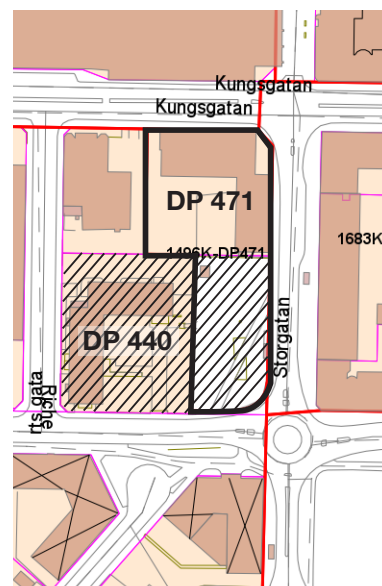 Kungsgatan
Kungsgatan
DP 471
1496K-DP471
1683K
Storgatan
DP 440
Riche
rts gata